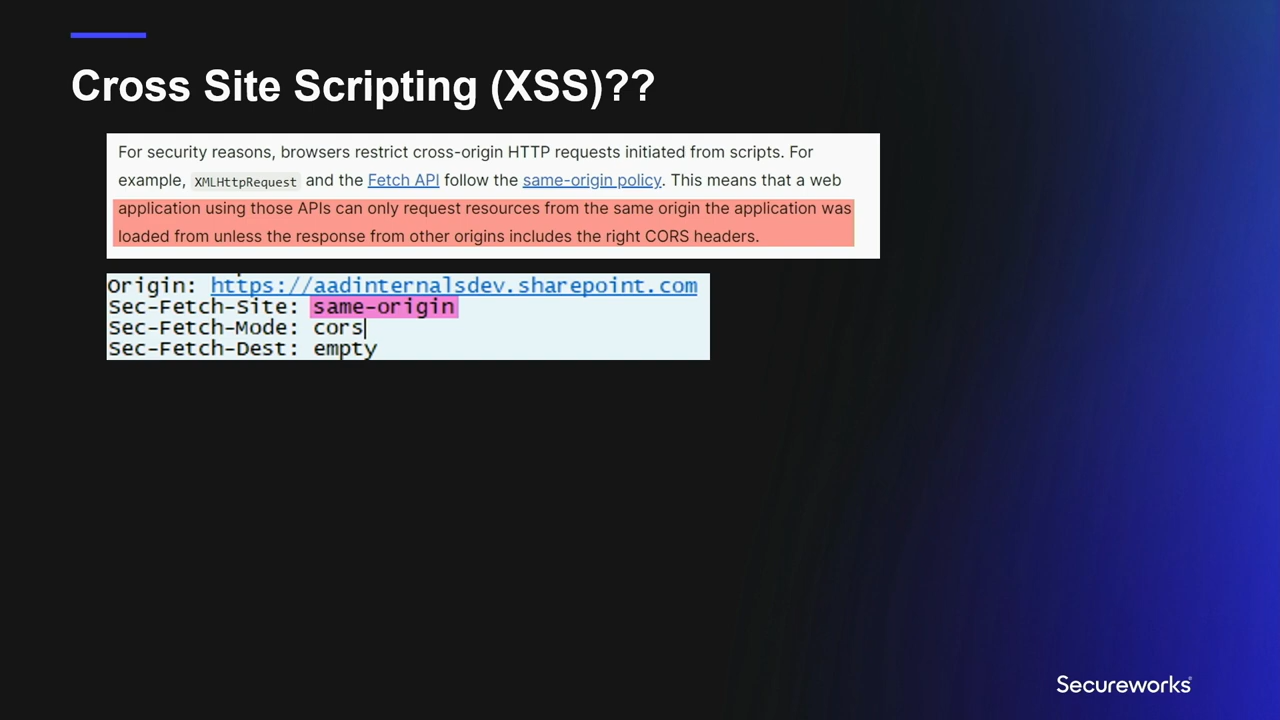 Cross Site Scripting (XSS)??
For security reasons, browsers restrict cross-origin HTTP requests initiated from scripts. For
example, XMLHttpRequest and the Fetch API follow the same-origin policy. This means that a web
application using those APIs can only request resources from the same origin the application was
loaded from unless the response from other origins includes the right CORS headers.
Origin: https://aadinternalsdev.sharepoint.com
Sec-Fetch-Site: same-origin
Sec-Fetch-Mode: cors
Sec-Fetch-Dest: empty
Secureworks